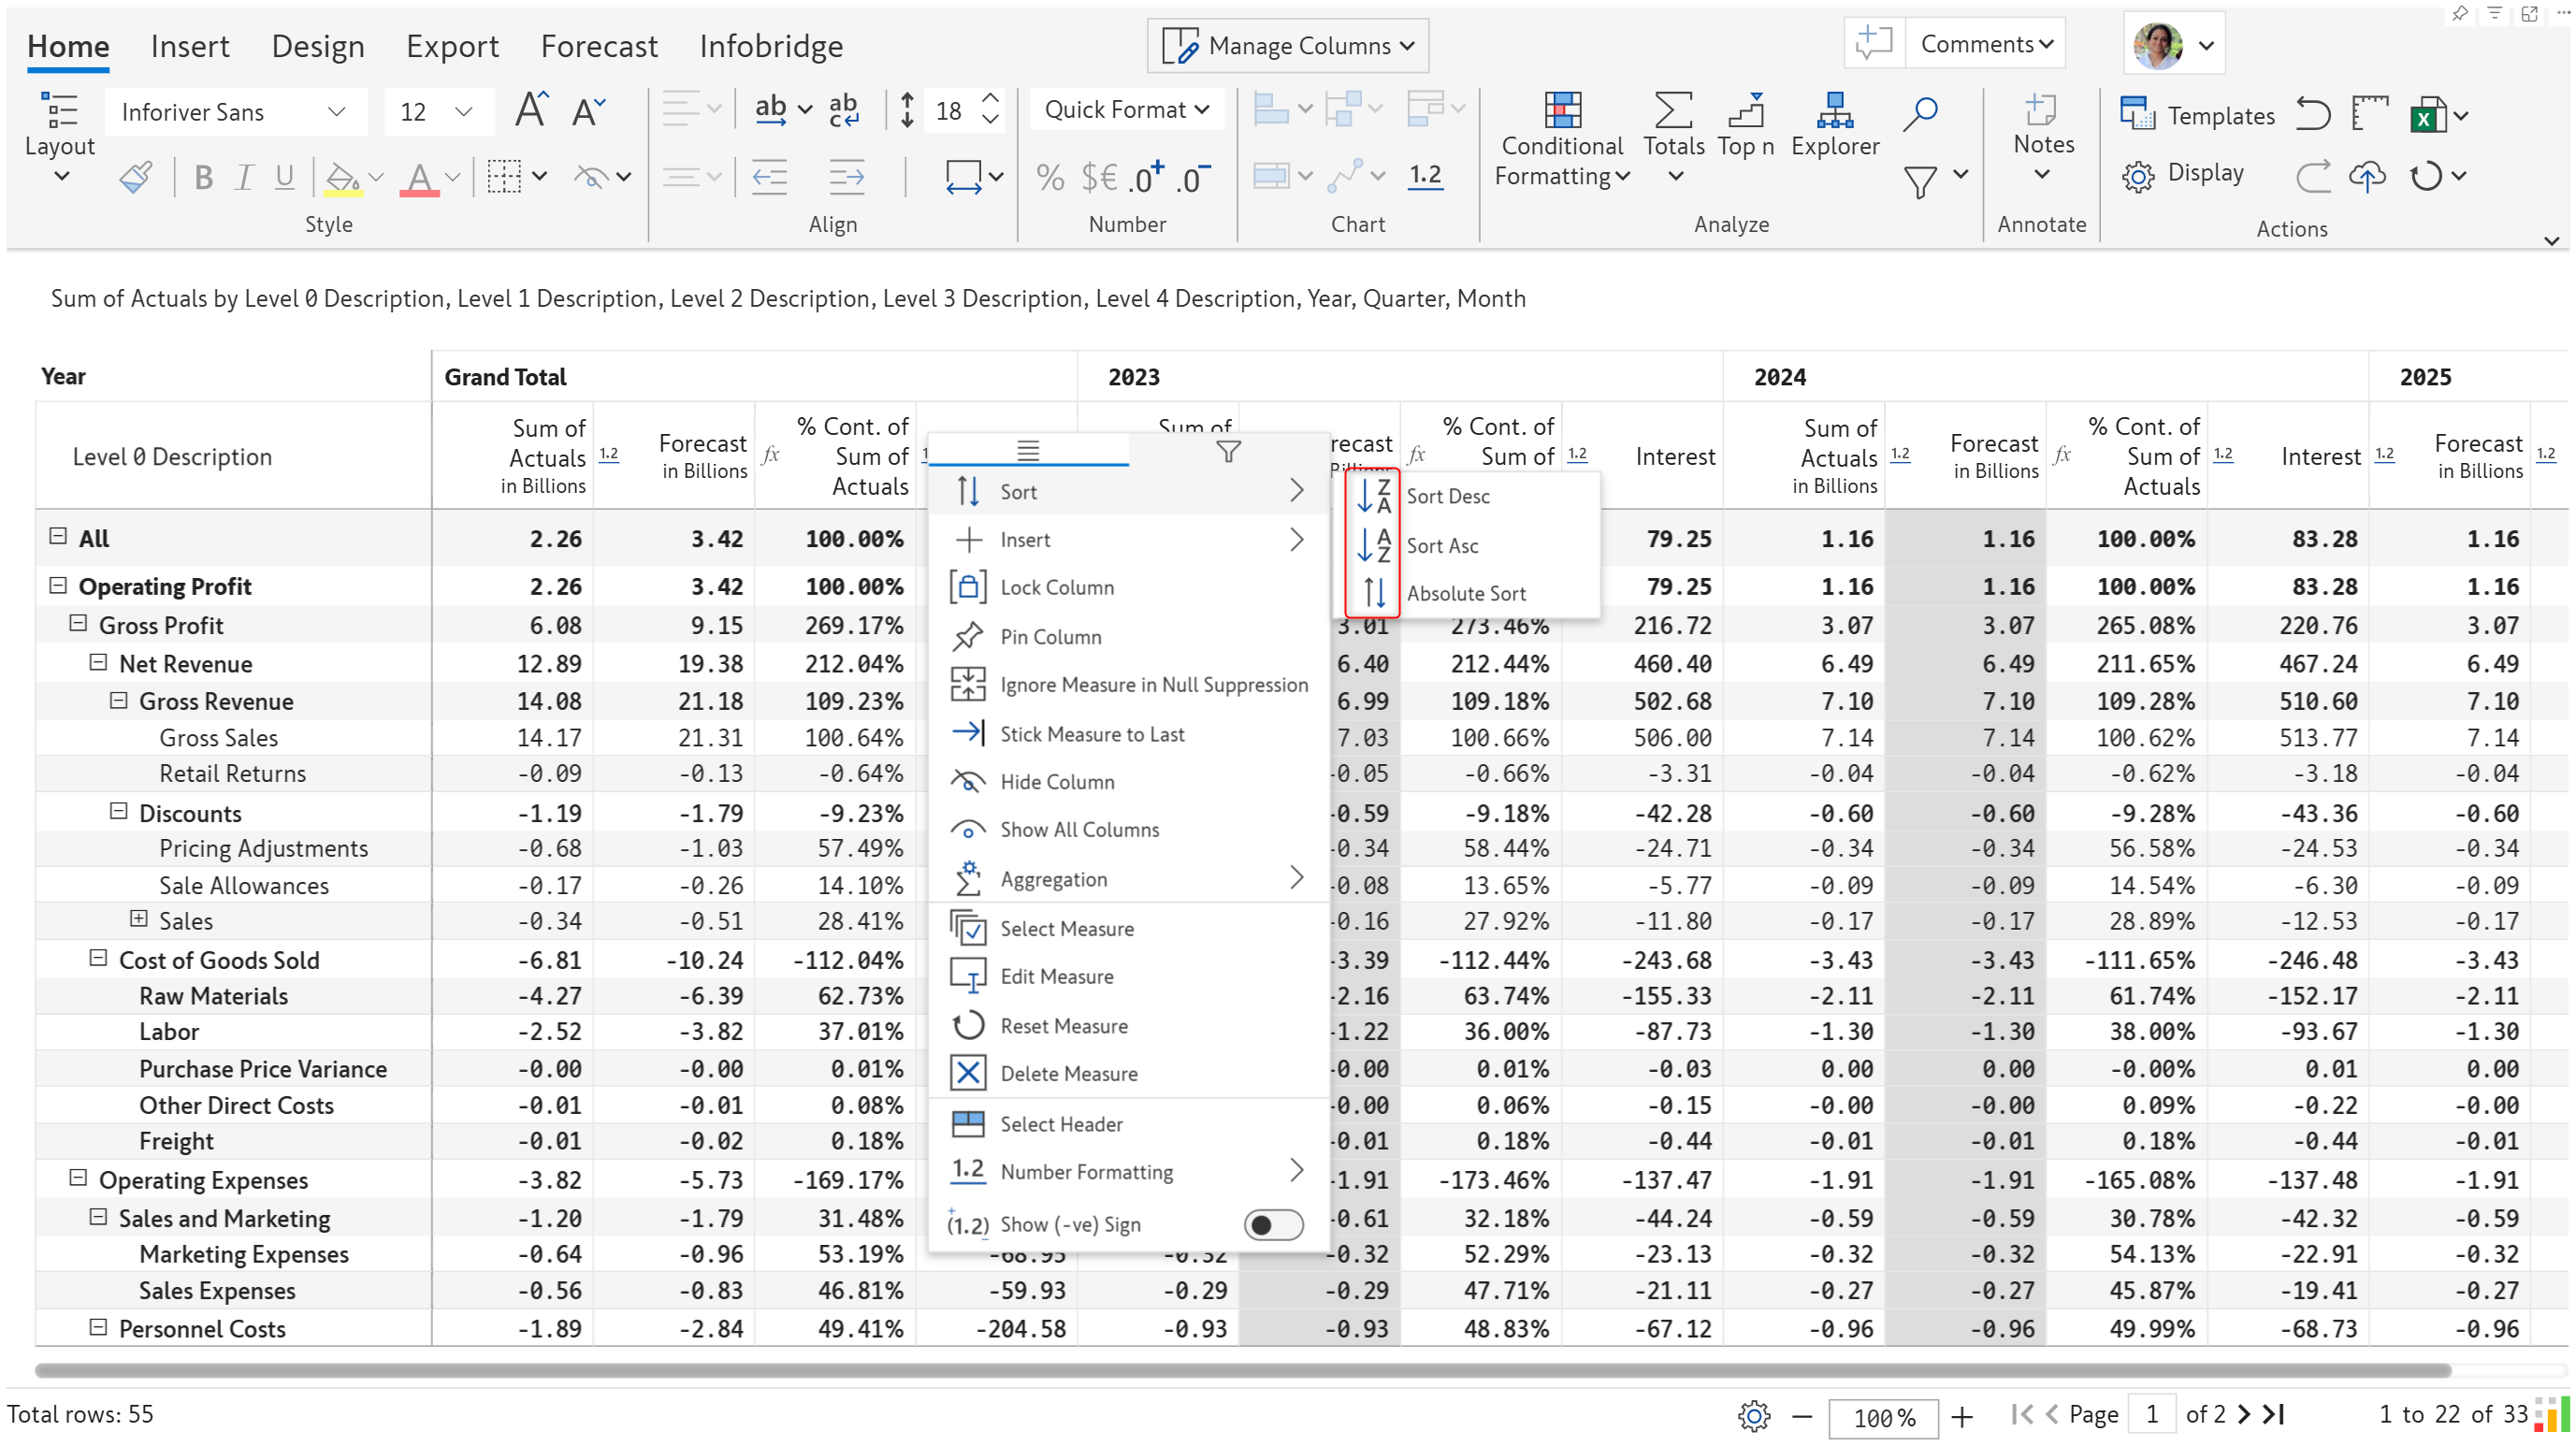 Home Insert Design Export Forecast Infobridge Manage Columns Comments
Inforiver Sans 12 18 Quick Format
Layout
Conditional Formatting Totals Top n Explorer Notes Templates
B I U % $€ .0+ .0- 1.2 Display
Style Align Number Chart Analyze Annotate Actions
Sum of Actuals by Level 0 Description, Level 1 Description, Level 2 Description, Level 3 Description, Level 4 Description, Year, Quarter, Month
Year Grand Total 2023 2024 2025
Level 0 Description Sum of Actuals in Billions 1.2 Forecast in Billions fx % Cont. of Sum of Actuals Sum of recast fx % Cont. of Sum of 1.2 Interest Sum of Actuals in Billions 1.2 Forecast in Billions fx % Cont. of Sum of Actuals 1.2 Interest 1.2 Forecast in Billions 1.2
All 2.26 3.42 100.00% 79.25 1.16 1.16 100.00% 83.28 1.16
Operating Profit 2.26 3.42 100.00% 79.25 1.16 1.16 100.00% 83.28 1.16
Gross Profit 6.08 9.15 269.17% 3.01 273.46% 216.72 3.07 3.07 265.08% 220.76 3.07
Net Revenue 12.89 19.38 212.04% 6.40 212.44% 460.40 6.49 6.49 211.65% 467.24 6.49
Gross Revenue 14.08 21.18 109.23% 6.99 109.18% 502.68 7.10 7.10 109.28% 510.60 7.10
Gross Sales 14.17 21.31 100.64% 7.03 100.66% 506.00 7.14 7.14 100.62% 513.77 7.14
Retail Returns -0.09 -0.13 -0.64% -0.05 -0.66% -3.31 -0.04 -0.04 -0.62% -3.18 -0.04
Discounts -1.19 -1.79 -9.23% -0.59 -9.18% -42.28 -0.60 -0.60 -9.28% -43.36 -0.60
Pricing Adjustments -0.68 -1.03 57.49% -0.34 58.44% -24.71 -0.34 -0.34 56.58% -24.53 -0.34
Sale Allowances -0.17 -0.26 14.10% -0.08 13.65% -5.77 -0.09 -0.09 14.54% -6.30 -0.09
Sales -0.34 -0.51 28.41% -0.16 27.92% -11.80 -0.17 -0.17 28.89% -12.53 -0.17
Cost of Goods Sold -6.81 -10.24 -112.04% -3.39 -112.44% -243.68 -3.43 -3.43 -111.65% -246.48 -3.43
Raw Materials -4.27 -6.39 62.73% -2.16 63.74% -155.33 -2.11 -2.11 61.74% -152.17 -2.11
Labor -2.52 -3.82 37.01% -1.22 36.00% -87.73 -1.30 -1.30 38.00% -93.67 -1.30
Purchase Price Variance -0.00 -0.00 0.01% -0.00 0.01% -0.03 0.00 0.00 -0.00% 0.01 0.00
Other Direct Costs -0.01 -0.01 0.08% -0.00 0.06% -0.15 -0.00 -0.00 0.09% -0.22 -0.00
Freight -0.01 -0.02 0.18% -0.01 0.18% -0.44 -0.01 -0.01 0.18% -0.44 -0.01
Operating Expenses -3.82 -5.73 -169.17% -1.91 -173.46% -137.47 -1.91 -1.91 -165.08% -137.48 -1.91
Sales and Marketing -1.20 -1.79 31.48% -0.61 32.18% -44.24 -0.59 -0.59 30.78% -42.32 -0.59
Marketing Expenses -0.64 -0.96 53.19% -68.95 -0.32 -0.32 52.29% -23.13 -0.32 -0.32 54.13% -22.91 -0.32
Sales Expenses -0.56 -0.83 46.81% -59.93 -0.29 -0.29 47.71% -21.11 -0.27 -0.27 45.87% -19.41 -0.27
Personnel Costs -1.89 -2.84 49.41% -204.58 -0.93 -0.93 48.83% -67.12 -0.96 -0.96 49.99% -68.73 -0.96
Sort
Insert
Lock Column
Pin Column
Ignore Measure in Null Suppression
Stick Measure to Last
Hide Column
Show All Columns
Aggregation
Select Measure
Edit Measure
Reset Measure
Delete Measure
Select Header
1.2 Number Formatting
(1.2) Show (-ve) Sign
Z A Sort Desc
A Z Sort Asc
Absolute Sort
Total rows: 55 100% Page 1 of 2 1 to 22 of 33